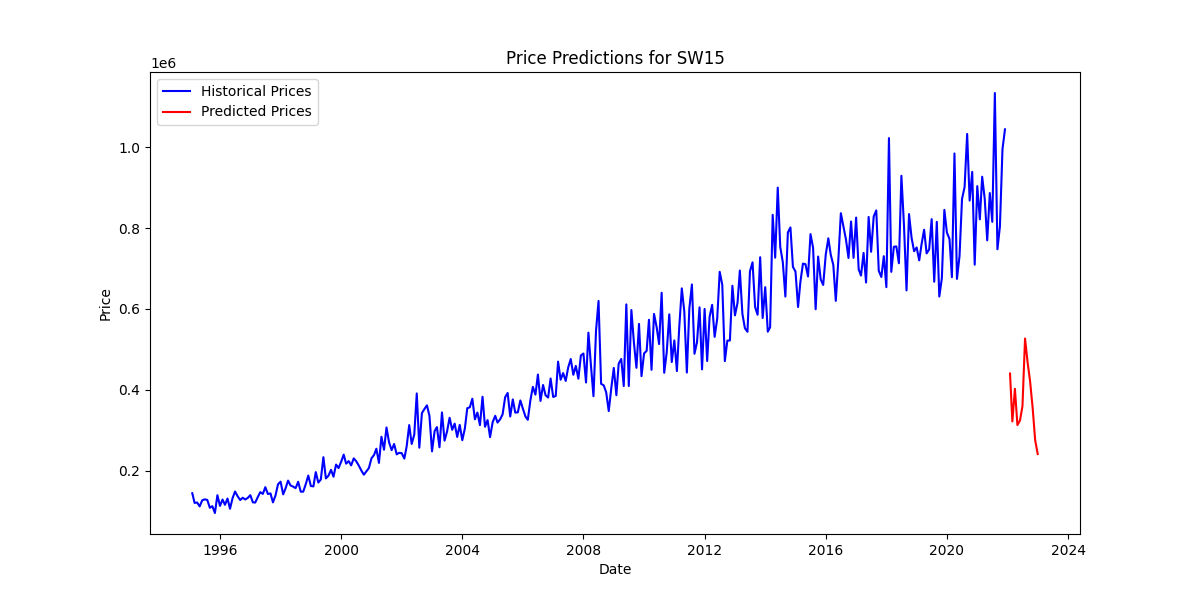 Price Predictions for SW15
1e6
Historical Prices
Predicted Prices
1.0
0.8
0.6
0.4
0.2
Price
1996 2000 2004 2008 2012 2016 2020 2024
Date